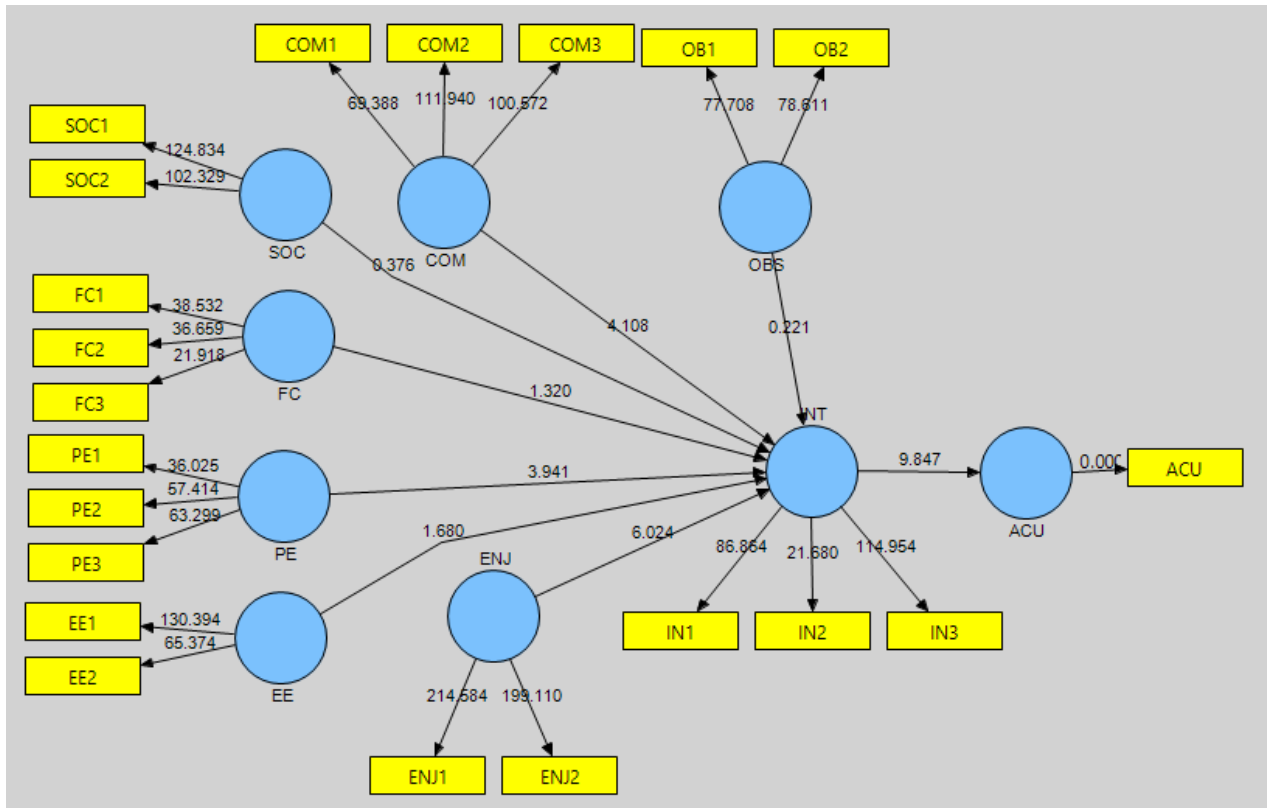 COM1
COM2
COM3
OB1
OB2
69.388
111.940
100.572
77.708
78.611
SOC1
124.834
SOC2
102.329
SOC
COM
OBS
0.376
FC1
38.532
FC2
36.659
21.918
FC3
FC
4.108
0.221
1.320
INT
PE1
36.025
PE2
57.414
63.299
PE3
PE
3.941
9.847
0.000
ACU
ACU
1.680
6.024
ENJ
86.864
21.680
114.954
EE1
130.394
65.374
EE2
EE
IN1
IN2
IN3
214.584
199.110
ENJ1
ENJ2